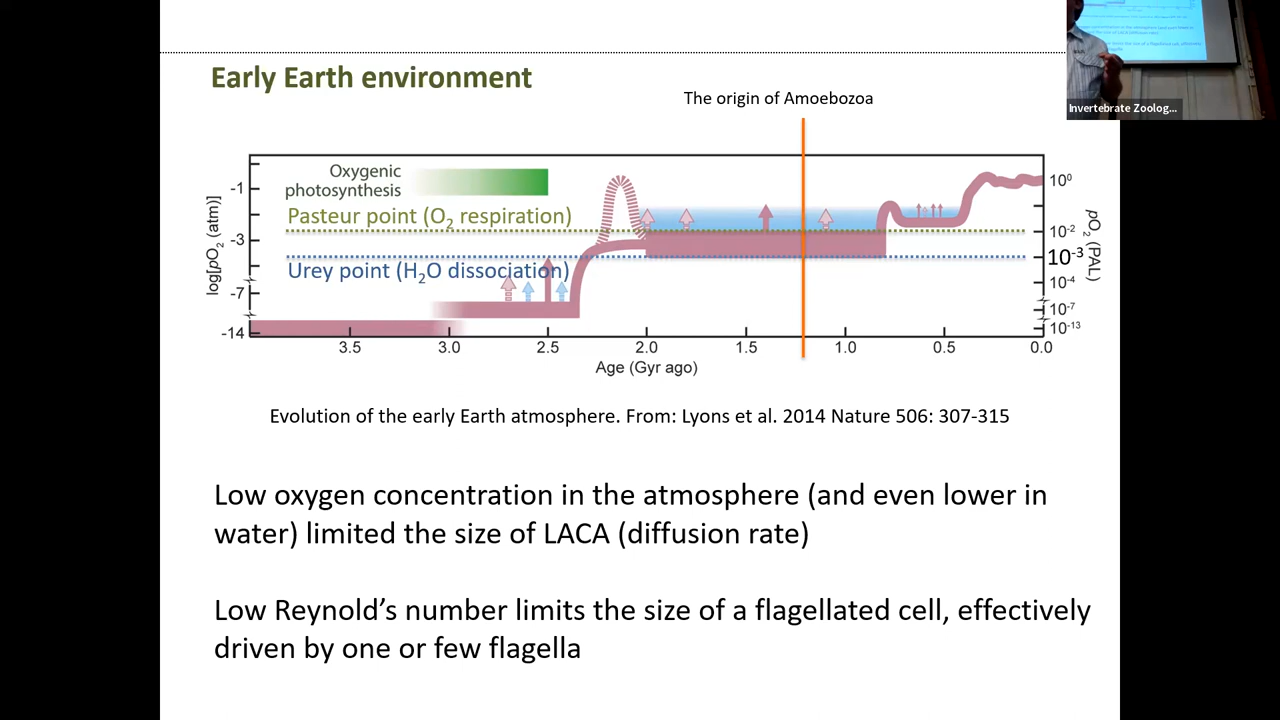 Early Earth environment
The origin of Amoebozoa
Invertebrate Zoolog...
Oxygenic
photosynthesis
Pasteur point (O₂ respiration)
Urey point (H₂O dissociation)
log[pO₂ (atm)]
-1
-3
-7
-14
10⁰
10⁻²
10⁻³
10⁻⁴
10⁻⁷
10⁻¹³
pO₂ (PAL)
3.5 3.0 2.5 2.0 1.5 1.0 0.5 0.0
Age (Gyr ago)
Evolution of the early Earth atmosphere. From: Lyons et al. 2014 Nature 506: 307-315
Low oxygen concentration in the atmosphere (and even lower in
water) limited the size of LACA (diffusion rate)
Low Reynold’s number limits the size of a flagellated cell, effectively
driven by one or few flagella